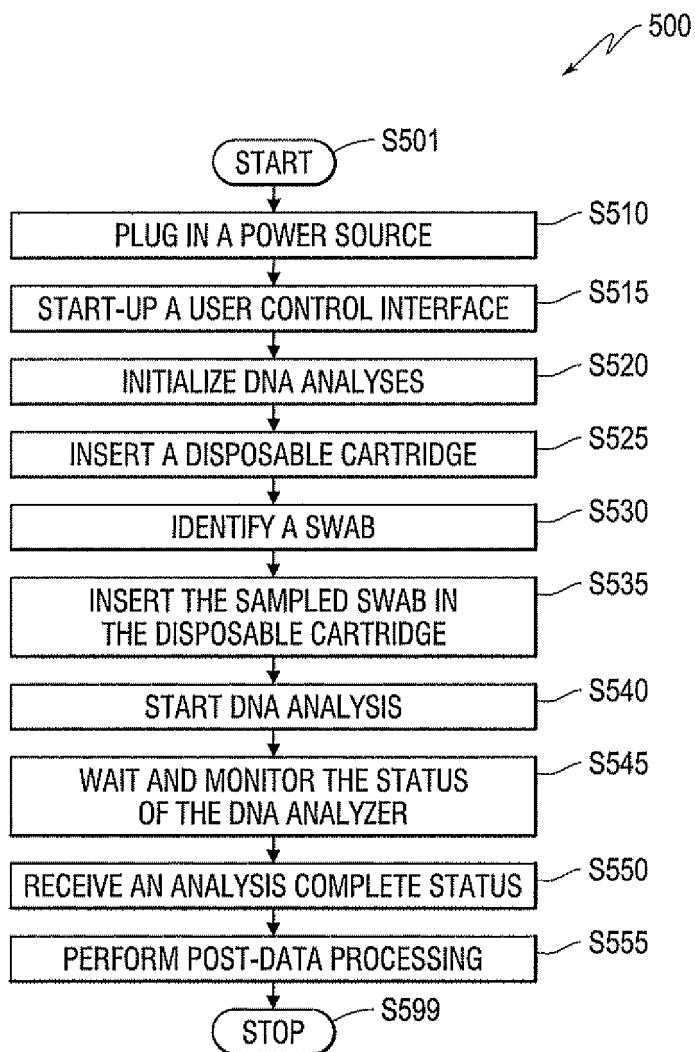 500
START
S501
PLUG IN A POWER SOURCE
S510
START-UP A USER CONTROL INTERFACE
S515
INITIALIZE DNA ANALYSES
S520
INSERT A DISPOSABLE CARTRIDGE
S525
IDENTIFY A SWAB
S530
INSERT THE SAMPLED SWAB IN
THE DISPOSABLE CARTRIDGE
S535
START DNA ANALYSIS
S540
WAIT AND MONITOR THE STATUS
OF THE DNA ANALYZER
S545
RECEIVE AN ANALYSIS COMPLETE STATUS
S550
PERFORM POST-DATA PROCESSING
S555
STOP
S599